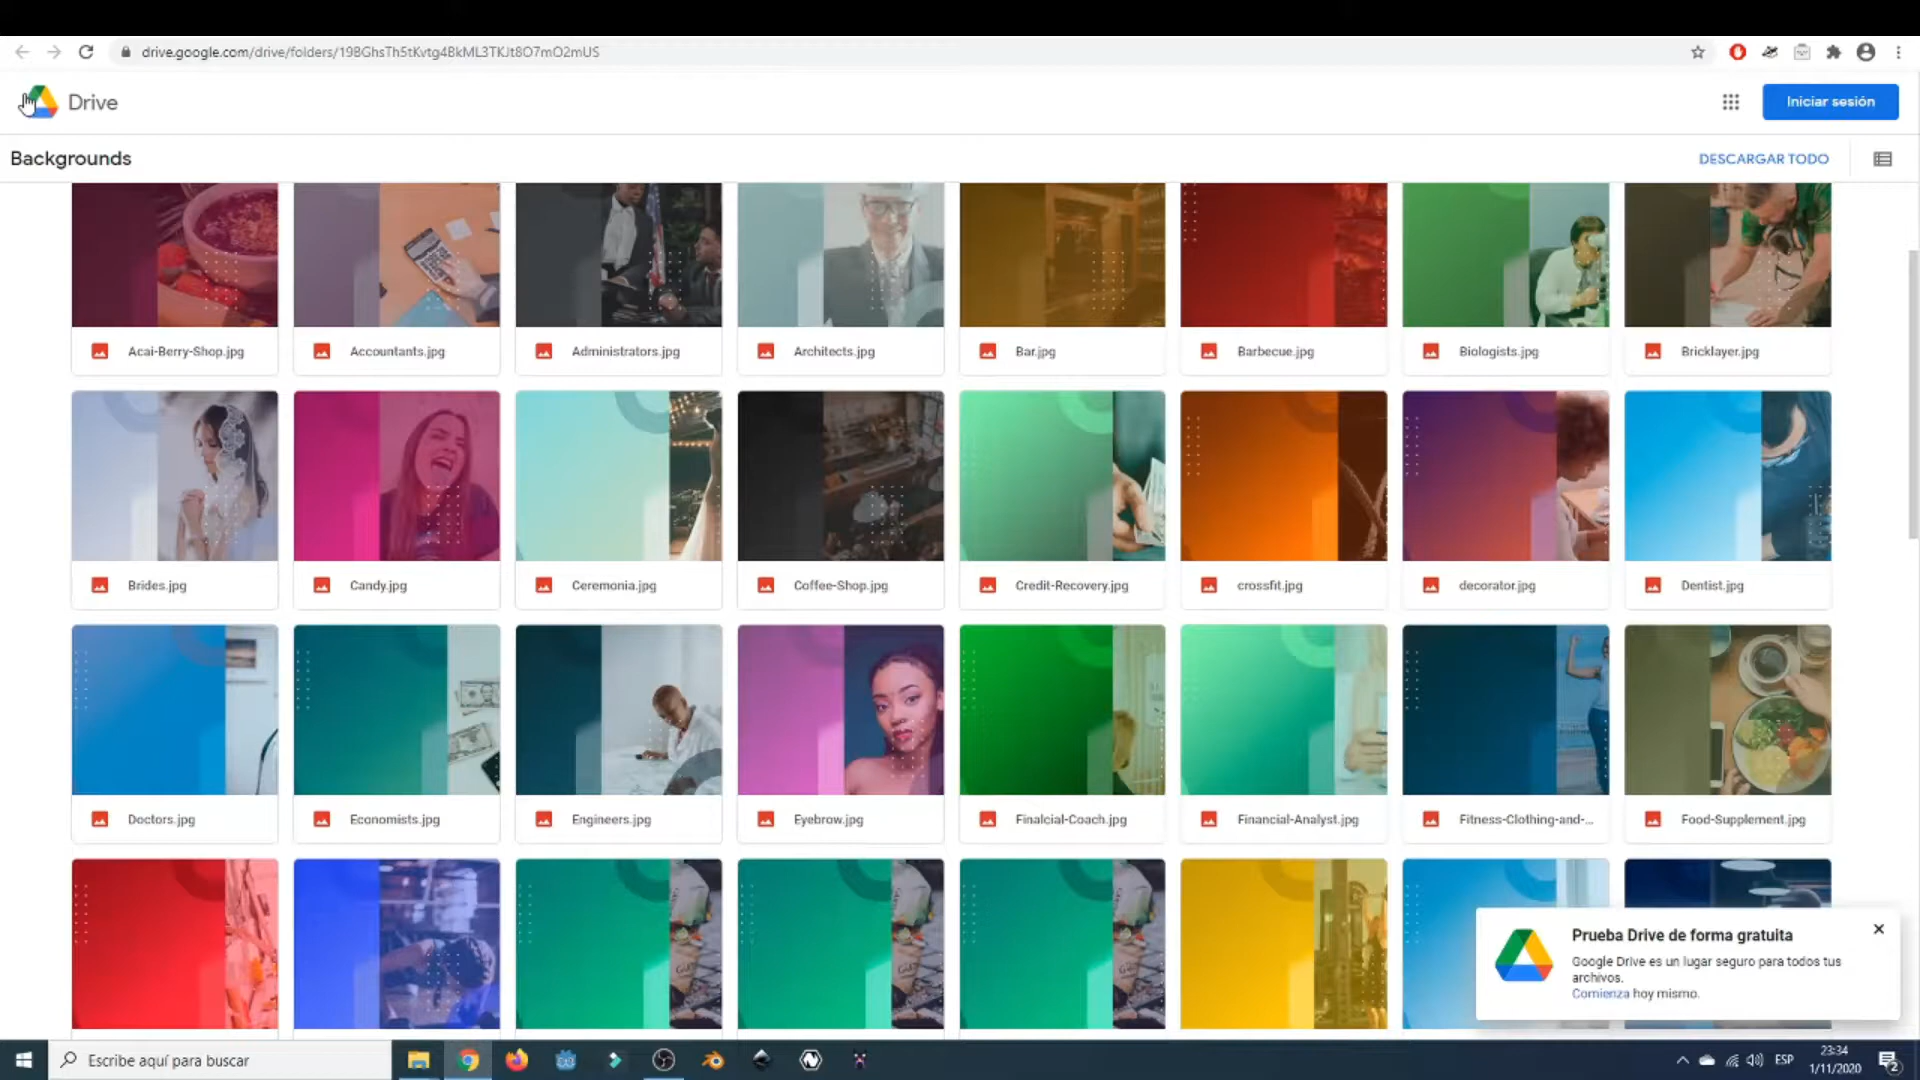 drive.google.com/drive/folders/198GhsTh5tKvtg4BkML3TKJt8O7mO2mUS
Drive
Iniciar sesión
Backgrounds
DESCARGAR TODO
Acai-Berry-Shop.jpg
Accountants.jpg
Administrators.jpg
Architects.jpg
Bar.jpg
Barbecue.jpg
Biologists.jpg
Bricklayer.jpg
Brides.jpg
Candy.jpg
Ceremonia.jpg
Coffee-Shop.jpg
Credit-Recovery.jpg
crossfit.jpg
decorator.jpg
Dentist.jpg
Doctors.jpg
Economists.jpg
Engineers.jpg
Eyebrow.jpg
Finalcial-Coach.jpg
Financial-Analyst.jpg
Fitness-Clothing-and-...
Food-Supplement.jpg
Prueba Drive de forma gratuita
Google Drive es un lugar seguro para todos tus
archivos.
Comienza hoy mismo.
Escribe aquí para buscar
ESP
23:34
1/11/2020
2